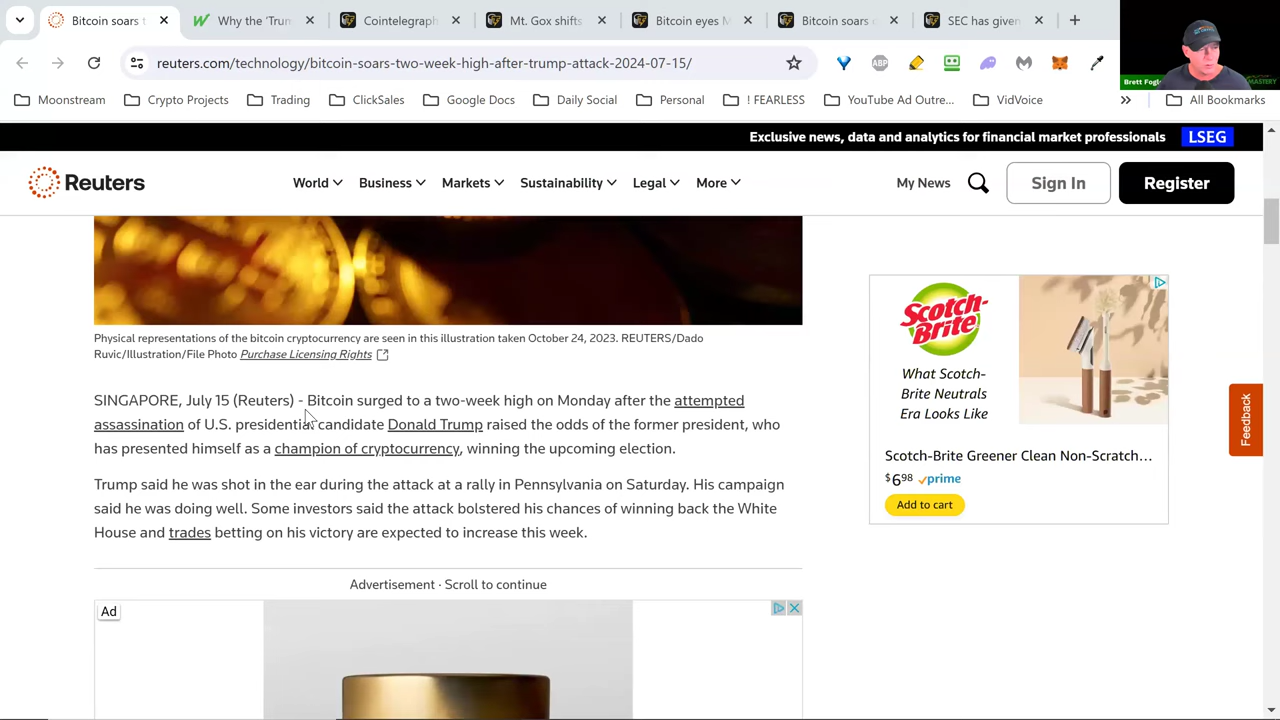 Bitcoin soars t
Why the 'Trum
Cointelegraph
Mt. Gox shifts
Bitcoin eyes M
Bitcoin soars o
SEC has given
reuters.com/technology/bitcoin-soars-two-week-high-after-trump-attack-2024-07-15/
ABP
Brett Fogle
MASTERY
Moonstream
Crypto Projects
Trading
ClickSales
Google Docs
Daily Social
Personal
! FEARLESS
YouTube Ad Outre...
VidVoice
All Bookmarks
Exclusive news, data and analytics for financial market professionals LSEG
Reuters
World
Business
Markets
Sustainability
Legal
More
My News
Sign In
Register
Physical representations of the bitcoin cryptocurrency are seen in this illustration taken October 24, 2023. REUTERS/Dado
Ruvic/Illustration/File Photo Purchase Licensing Rights
SINGAPORE, July 15 (Reuters) - Bitcoin surged to a two-week high on Monday after the attempted
assassination of U.S. presidential candidate Donald Trump raised the odds of the former president, who
has presented himself as a champion of cryptocurrency, winning the upcoming election.
Trump said he was shot in the ear during the attack at a rally in Pennsylvania on Saturday. His campaign
said he was doing well. Some investors said the attack bolstered his chances of winning back the White
House and trades betting on his victory are expected to increase this week.
Advertisement · Scroll to continue
Ad
Scotch-Brite
What Scotch-
Brite Neutrals
Era Looks Like
Scotch-Brite Greener Clean Non-Scratch...
$6.98 prime
Add to cart
Feedback